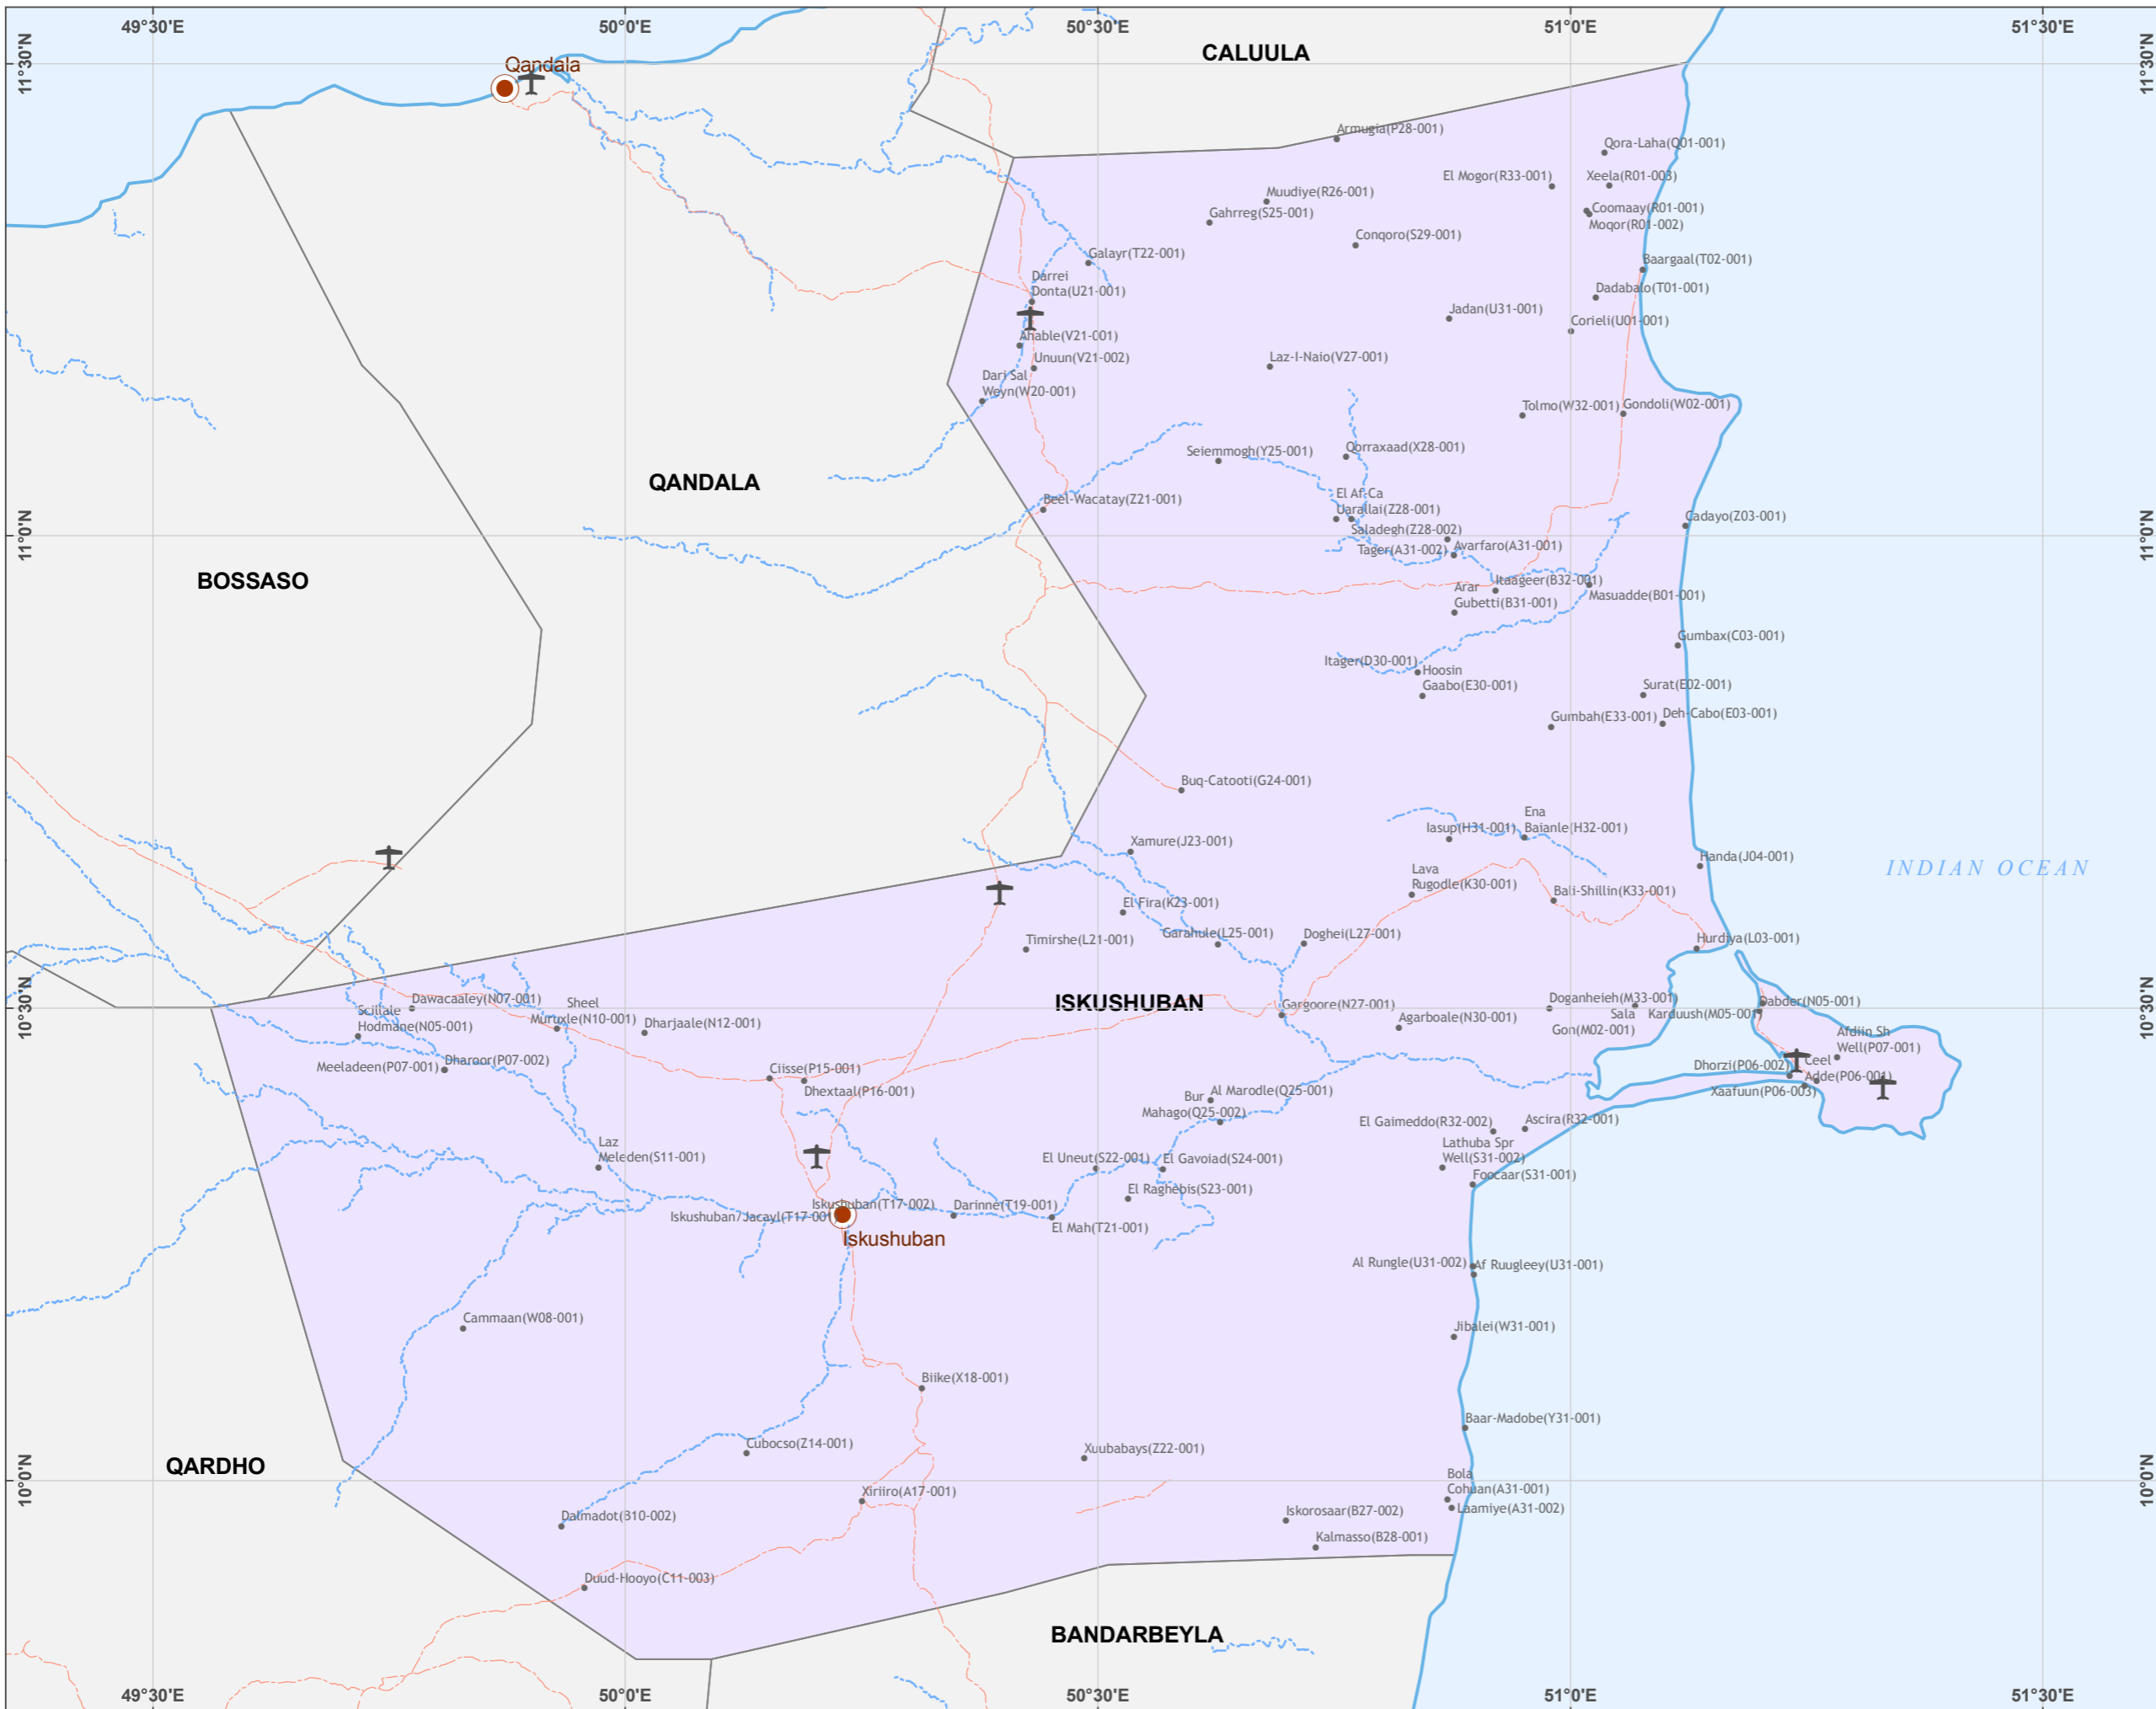 49°30'E
50°0'E
50°30'E
51°0'E
51°30'E
11°30'N
11°30'N
CALUULA
Qandala
Armugia(P28-001)
Qora-Laha(Q01-001)
El Mogor(R33-001)
Xeela(R01-003)
Muudiye(R26-001)
Coomaay(R01-001)
Gahrreg(S25-001)
Moqor(R01-002)
Conqoro(S29-001)
Galayr(T22-001)
Baargaal(T02-001)
Darrei
Donta(U21-001)
Dadabalo(T01-001)
Jadan(U31-001)
Corieli(U01-001)
Ahable(V21-001)
Unuun(V21-002)
Laz-I-Naio(V27-001)
Dari Sal
Weyn(W20-001)
Tolmo(W32-001)
Gondoli(W02-001)
Seiemmogh(Y25-001)
Qorraxaad(X28-001)
QANDALA
Beel-Wacatay(Z21-001)
El Af-Ca
Uarallai(Z28-001)
Cadayo(Z03-001)
Saladegh(Z28-002)
11°0'N
11°0'N
Tager(A31-002)
Avarfaro(A31-001)
BOSSASO
Itaageer(B32-001)
Arar
Gubetti(B31-001)
Masuadde(B01-001)
Gumbax(C03-001)
Itager(D30-001)
Hoosin
Gaabo(E30-001)
Surat(E02-001)
Gumbah(E33-001)
Deh-Cabo(E03-001)
Buq-Catooti(G24-001)
Ena
Iasup(H31-001)
Baianle(H32-001)
Xamure(J23-001)
Handa(J04-001)
INDIAN OCEAN
Lava
Rugodle(K30-001)
Bali-Shillin(K33-001)
El Fira(K23-001)
Timirshe(L21-001)
Garahule(L25-001)
Doghei(L27-001)
Hurdiya(L03-001)
10°30'N
10°30'N
Dawacaaley(N07-001)
Scillale
Hodmane(N05-001)
Sheel
Muruxle(N10-001)
Dharjaale(N12-001)
ISKUSHUBAN
Gargoore(N27-001)
Agarboale(N30-001)
Doganheieh(M33-001)
Sala
Gon(M02-001)
Karduush(M05-001)
Dabder(N05-001)
Afdiin Sh
Well(P07-001)
Meeladeen(P07-001)
Dharoor(P07-002)
Ciisse(P15-001)
Dhextaal(P16-001)
Dhorzi(P06-002)
Ceel
Adde(P06-001)
Xaafuun(P06-003)
Al Marodle(Q25-001)
Bur
Mahago(Q25-002)
El Gaimeddo(R32-002)
Ascira(R32-001)
Lathuba Spr
Well(S31-002)
Laz
Meleden(S11-001)
El Uneut(S22-001)
El Gavoiad(S24-001)
Foocaar(S31-001)
El Raghebis(S23-001)
Iskushuban(T17-002)
Iskushuban/Jacayl(T17-001
Darinne(T19-001)
El Mah(T21-001)
Iskushuban
Al Rungle(U31-002)
Af Ruugleey(U31-001)
Cammaan(W08-001)
Jibalei(W31-001)
Biike(X18-001)
Baar-Madobe(Y31-001)
Cubocso(Z14-001)
Xuubabays(Z22-001)
QARDHO
10°0'N
10°0'N
Bola
Cohuan(A31-001)
Xiriiro(A17-001)
Laamiye(A31-002)
Dalmadot(B10-002)
Iskorosaar(B27-002)
Kalmasso(B28-001)
Duud-Hooyo(C11-003)
BANDARBEYLA
49°30'E
50°0'E
50°30'E
51°0'E
51°30'E